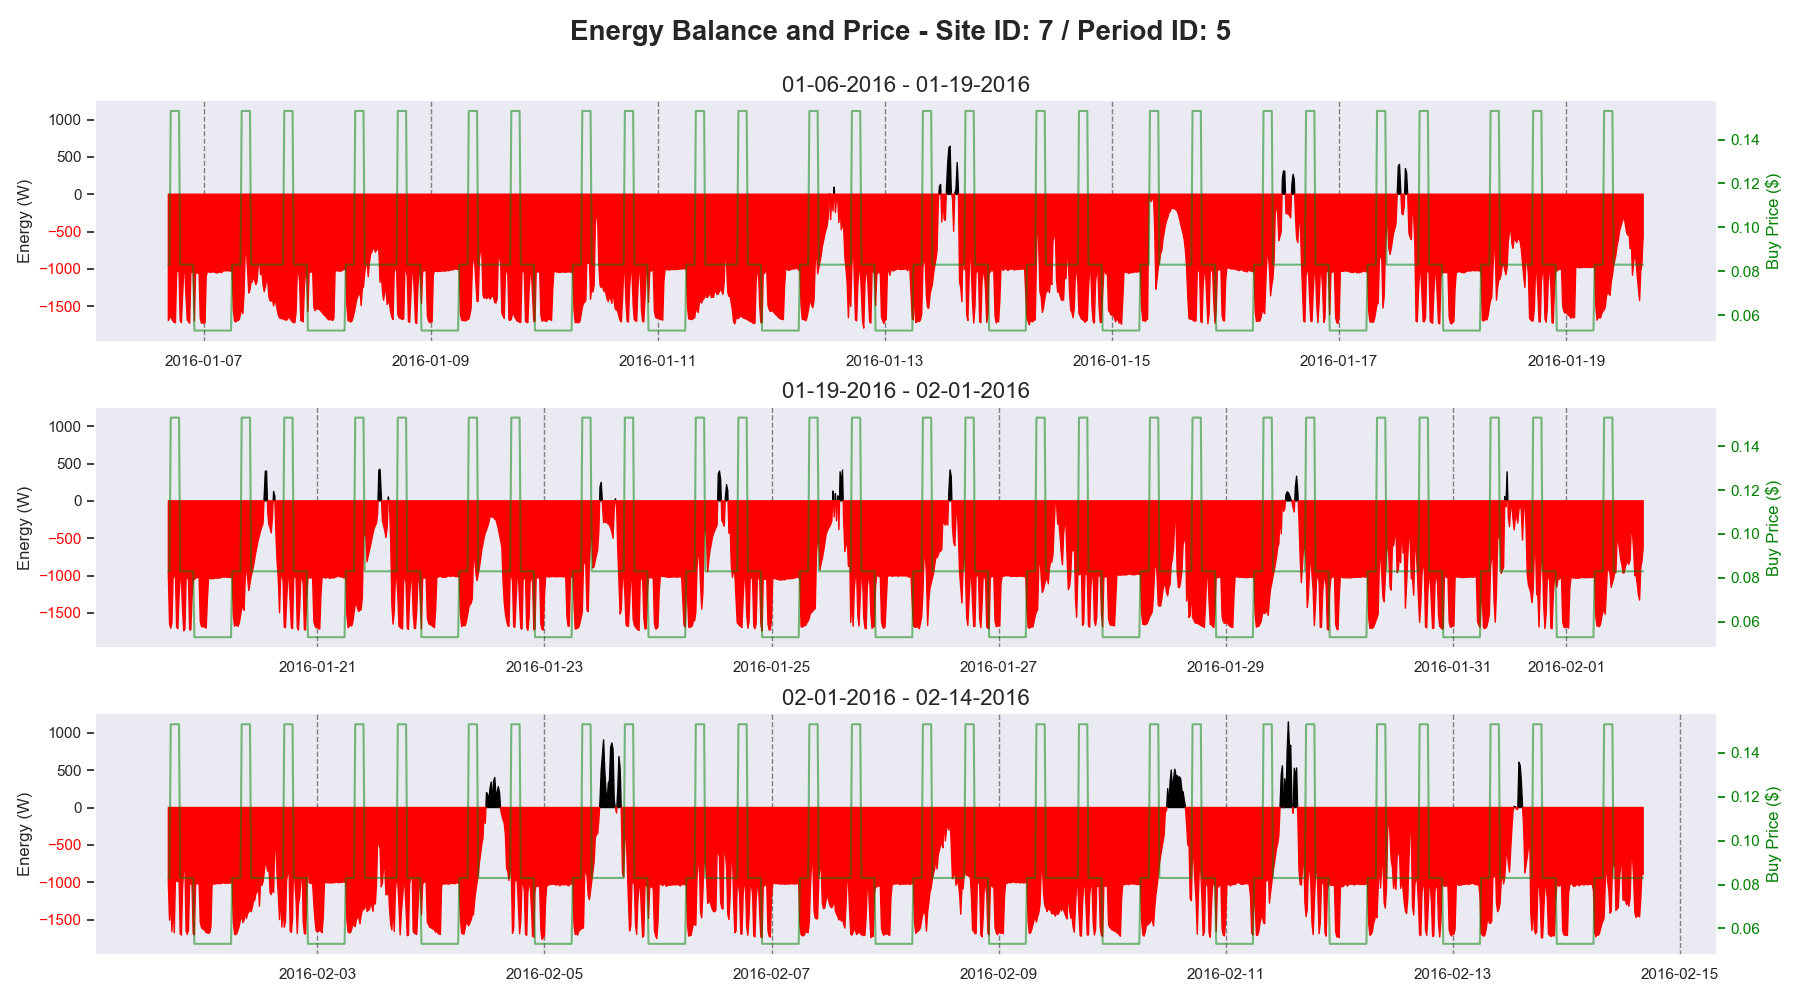 Energy Balance and Price - Site ID: 7 / Period ID: 5
01-06-2016 - 01-19-2016
1000
500
0
−500
−1000
−1500
Energy (W)
0.14
0.12
0.10
0.08
0.06
Buy Price ($)
2016-01-07 2016-01-09 2016-01-11 2016-01-13 2016-01-15 2016-01-17 2016-01-19
01-19-2016 - 02-01-2016
1000
500
0
−500
−1000
−1500
Energy (W)
0.14
0.12
0.10
0.08
0.06
Buy Price ($)
2016-01-21 2016-01-23 2016-01-25 2016-01-27 2016-01-29 2016-01-31 2016-02-01
02-01-2016 - 02-14-2016
1000
500
0
−500
−1000
−1500
Energy (W)
0.14
0.12
0.10
0.08
0.06
Buy Price ($)
2016-02-03 2016-02-05 2016-02-07 2016-02-09 2016-02-11 2016-02-13 2016-02-15